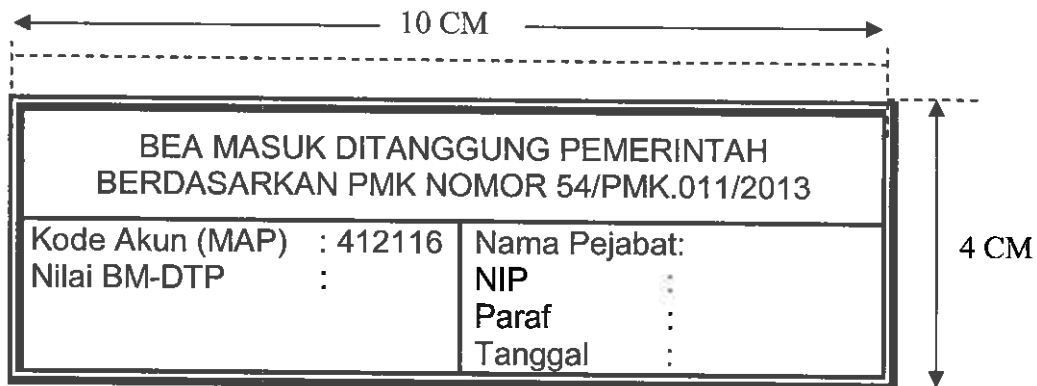 10 CM
BEA MASUK DITANGGUNG PEMERINTAH
BERDASARKAN PMK NOMOR 54/PMK.011/2013
Kode Akun (MAP) : 412116
Nilai BM-DTP :
Nama Pejabat:
NIP :
Paraf :
Tanggal :
4 CM